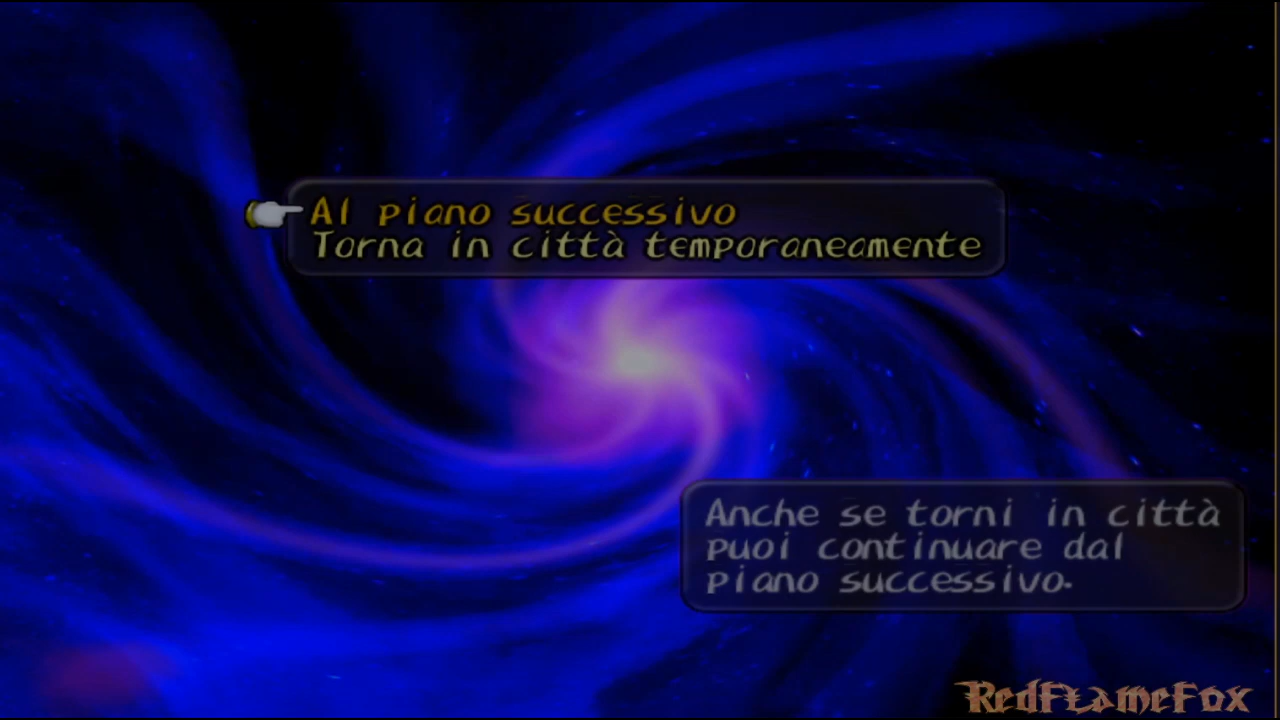 Al piano successivo
Torna in città temporaneamente
Anche se torni in città
puoi continuare dal
piano successivo.
RedFlameFox